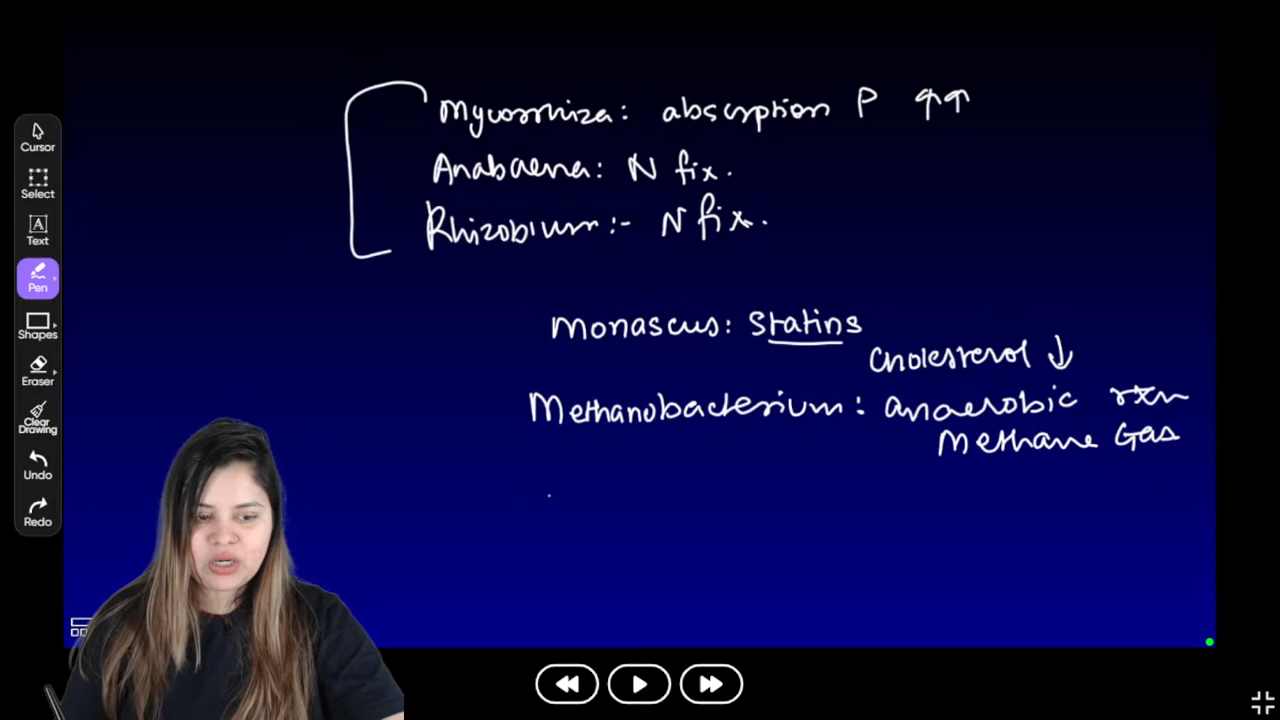 Cursor
Select
Text
Pen
Shapes
Eraser
Clear
Drawing
Undo
Redo
Mycorrhiza: absorption P ↑↑
Anabaena: N fix.
Rhizobium :- N fix.
Monascus: Statins
Cholesterol ↓
Methanobacterium: anaerobic rxn
Methane Gas